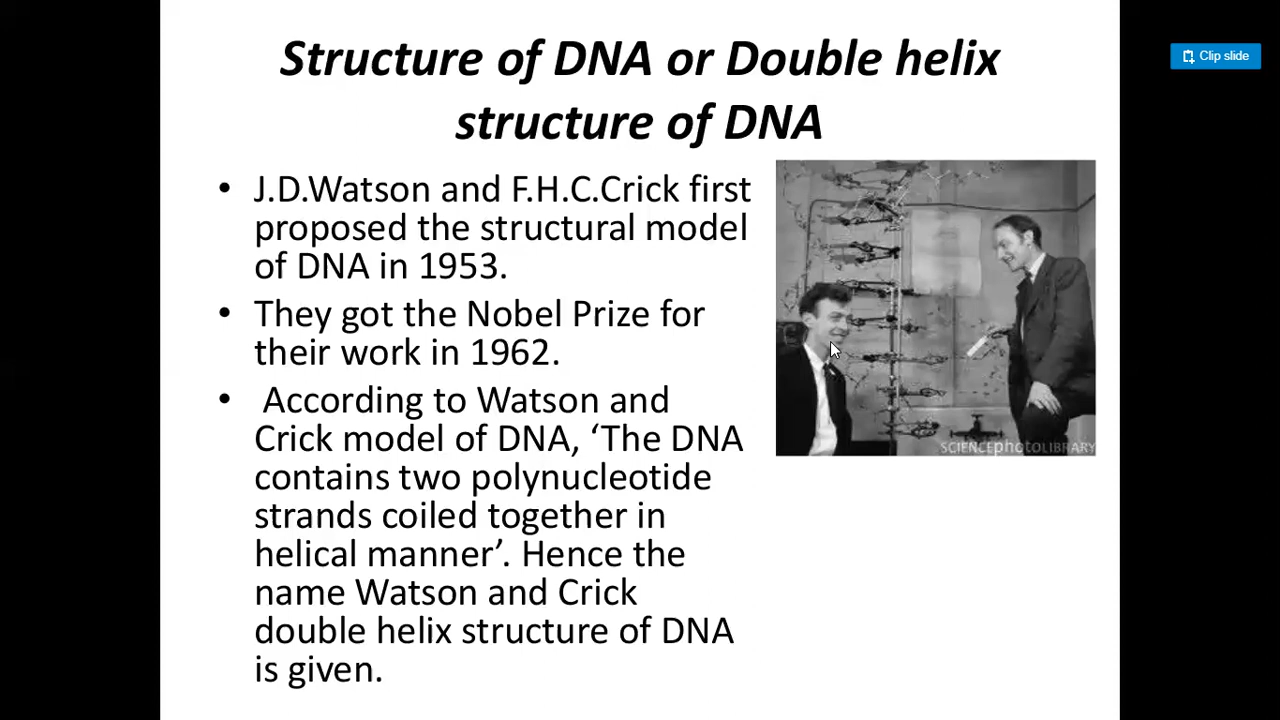 Structure of DNA or Double helix
structure of DNA
Clip slide
• J.D.Watson and F.H.C.Crick first
proposed the structural model
of DNA in 1953.
• They got the Nobel Prize for
their work in 1962.
• According to Watson and
Crick model of DNA, ‘The DNA
contains two polynucleotide
strands coiled together in
helical manner’. Hence the
name Watson and Crick
double helix structure of DNA
is given.
SCIENCEphotoLIBRARY